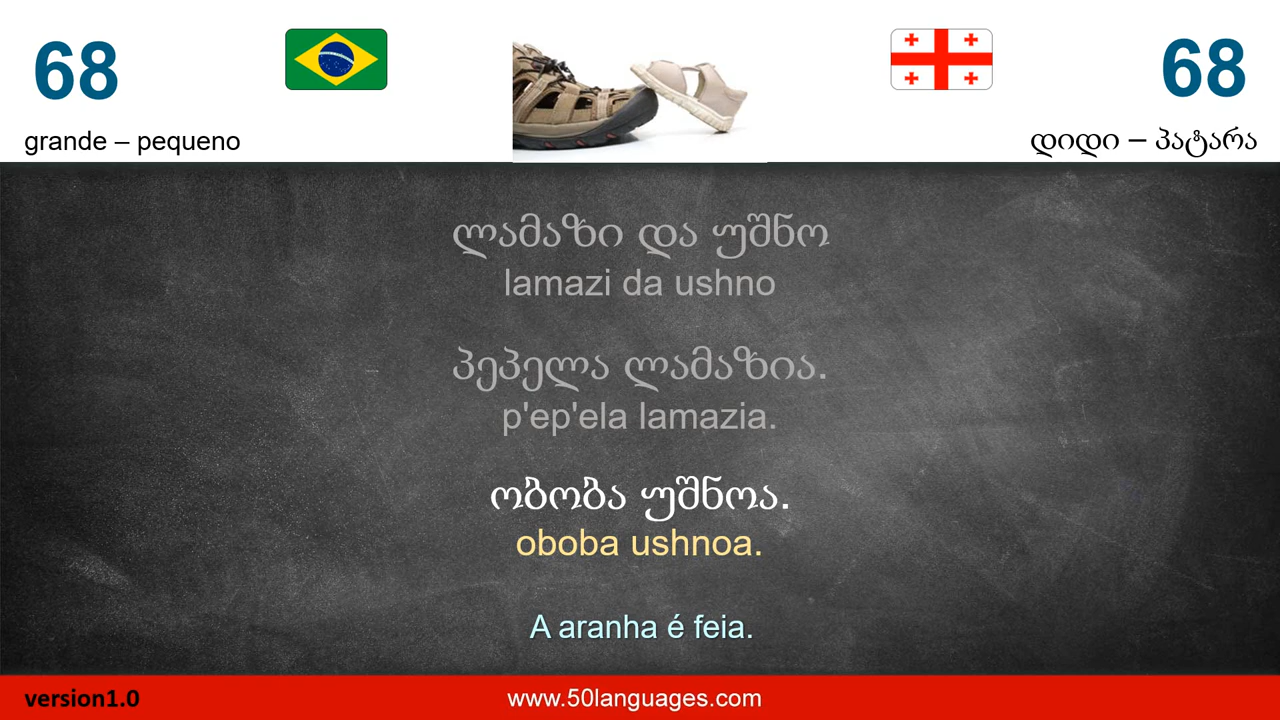 68
68
grande – pequeno
დიდი – პატარა
ლამაზი და უშნო
lamazi da ushno
პეპელა ლამაზია.
p'ep'ela lamazia.
ობობა უშნოა.
oboba ushnoa.
A aranha é feia.
version1.0
www.50languages.com